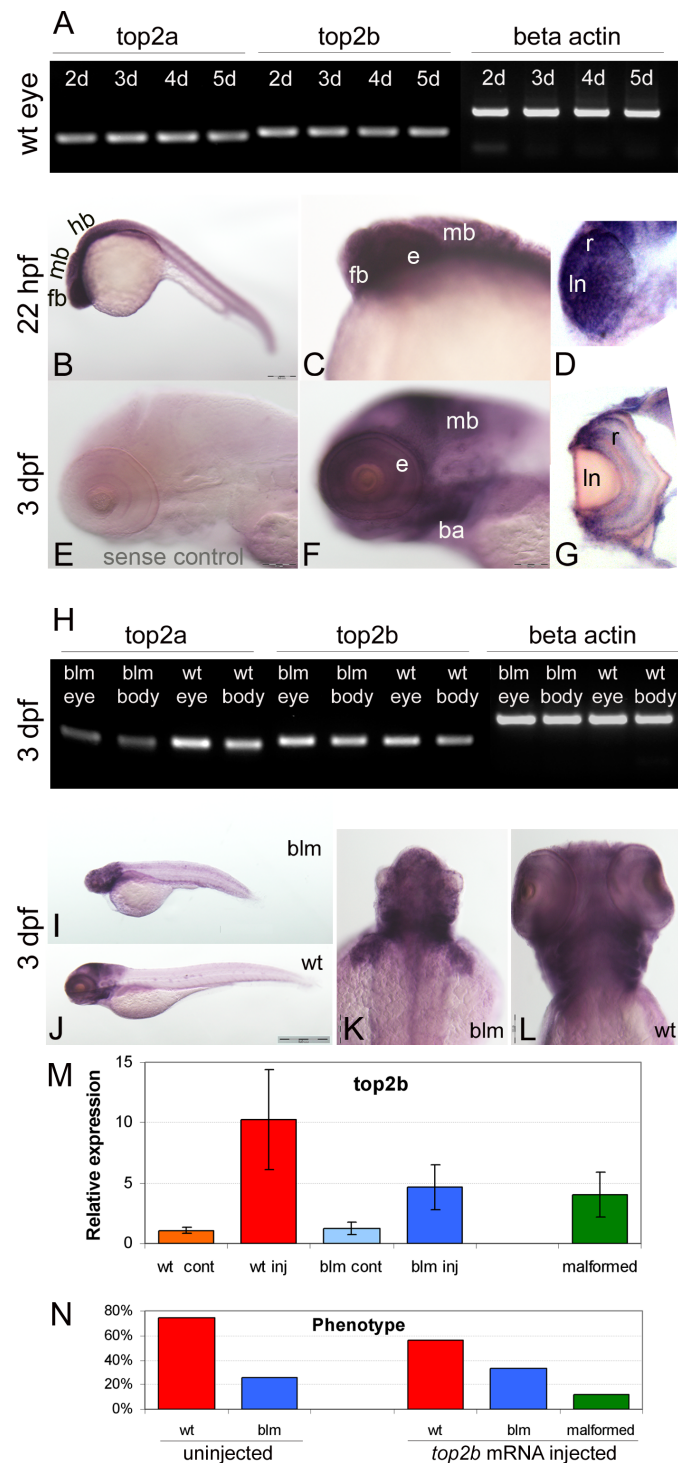 A
top2a top2b beta actin
wt eye
2d 3d 4d 5d 2d 3d 4d 5d 2d 3d 4d 5d
22 hpf
fb mb hb
B
fb e mb
C
r
ln
D
3 dpf
E sense control
mb
e
ba
F
r
ln
G
H
top2a top2b beta actin
3 dpf
blm blm wt wt blm blm wt wt blm blm wt wt
eye body eye body eye body eye body eye body eye body
3 dpf
blm
I
wt
J
K blm
L wt
M
top2b
Relative expression
15
10
5
0
wt cont wt inj blm cont blm inj malformed
N
Phenotype
80%
60%
40%
20%
0%
wt blm wt blm malformed
uninjected top2b mRNA injected